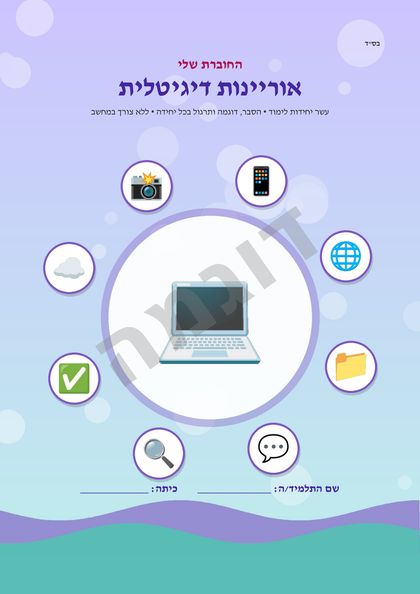 בס״ד
החוברת שלי
אוריינות דיגיטלית
עשר יחידות לימוד • הסבר, דוגמה ותרגול בכל יחידה • ללא צורך במחשב
דוגמה
שם התלמיד/ה: ____________ כיתה: ____________